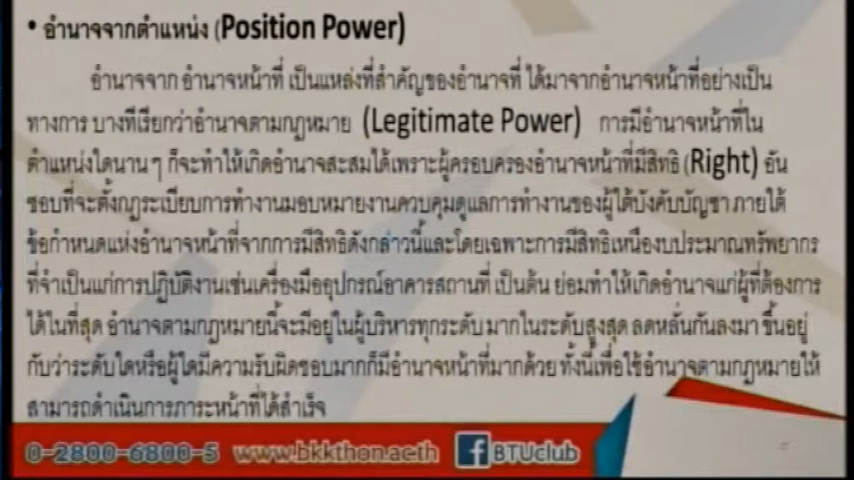 • อำนาจจากตำแหน่ง (Position Power)
อำนาจจาก อำนาจหน้าที่ เป็นแหล่งที่สำคัญของอำนาจที่ ได้มาจากอำนาจหน้าที่อย่างเป็น
ทางการ บางทีเรียกว่าอำนาจตามกฎหมาย (Legitimate Power) การมีอำนาจหน้าที่ใน
ตำแหน่งใดนาน ๆ ก็จะทำให้เกิดอำนาจสะสมได้เพราะผู้ครอบครองอำนาจหน้าที่มีสิทธิ (Right) อัน
ชอบที่จะตั้งกฎระเบียบการทำงานมอบหมายงานควบคุมดูแลการทำงานของผู้ใต้บังคับบัญชา ภายใต้
ข้อกำหนดแห่งอำนาจหน้าที่จากการมีสิทธิดังกล่าวนี้และโดยเฉพาะการมีสิทธิเหนืองบประมาณทรัพยากร
ที่จำเป็นแก่การปฏิบัติงานเช่นเครื่องมืออุปกรณ์อาคารสถานที่ เป็นต้น ย่อมทำให้เกิดอำนาจแก่ผู้ที่ต้องการ
ได้ในที่สุด อำนาจตามกฎหมายนี้จะมีอยู่ในผู้บริหารทุกระดับ มากในระดับสูงสุด ลดหลั่นกันลงมา ขึ้นอยู่
กับว่าระดับใดหรือผู้ใดมีความรับผิดชอบมากก็มีอำนาจหน้าที่มากด้วย ทั้งนี้เพื่อใช้อำนาจตามกฎหมายให้
สามารถดำเนินการภาระหน้าที่ได้สำเร็จ
0-2800-6800-5 www.bkkthon.ac.th f BTUclub